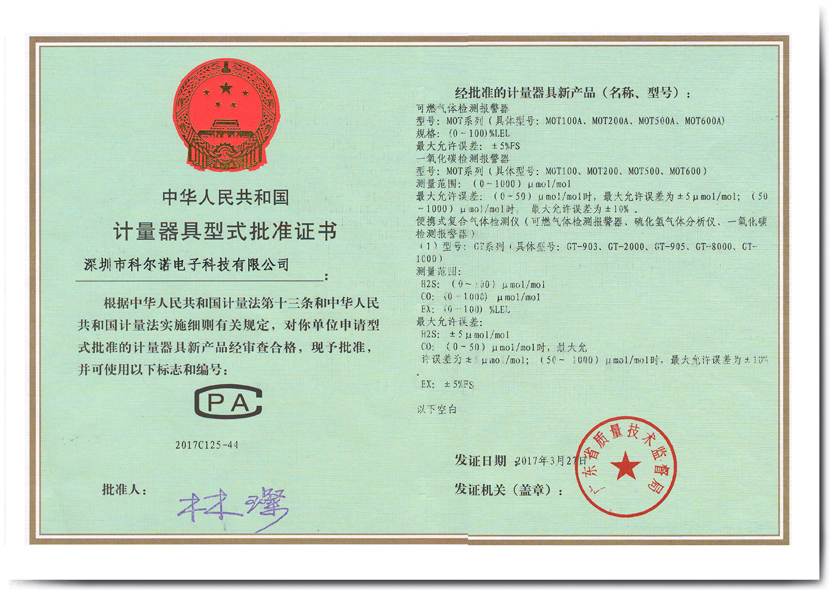 中华人民共和国
计量器具型式批准证书
深圳市科尔诺电子科技有限公司:
根据中华人民共和国计量法第十三条和中华人民
共和国计量法实施细则有关规定，对你单位申请型
式批准的计量器具新产品经审查合格，现予批准，
并可使用以下标志和编号:
CPA
2017C125-44
批准人:
林璨
经批准的计量器具新产品（名称、型号）:
可燃气体检测报警器
型号: MOT系列 (具体型号: MOT100A、MOT200A、MOT500A、MOT600A)
规格: (0-100)%LEL
最大允许误差: ±5%FS
一氧化碳检测报警器
型号: MOT系列 (具体型号: MOT100、MOT200、MOT500、MOT600)
测量范围: (0~1000) μmol/mol
最大允许误差: (0~50) μmol/mol时，最大允许误差为±5μmol/mol; (50
~1000) μmol/mol时，最大允许误差为±10%。
便携式复合气体检测仪 (可燃气体检测报警器、硫化氢气体分析仪、一氧化碳
检测报警器)
(1) 型号: GT系列 (具体型号: GT-903、GT-2000、GT-905、GT-8000、GT-
1000)
测量范围:
H2S: (0~100) μmol/mol
CO: (0-1000) μmol/mol
EX: (0-100) %LEL
最大允许误差:
H2S: ±5μmol/mol
CO: (0~50) μmol/mol时，最大允
许误差为±5μmol/mol; (50~1000) μmol/mol时，最大允许误差为±10%
。
EX: ±5%FS
以下空白
发证日期: 2017年3月27日
发证机关（盖章）:
广东省质量技术监督局